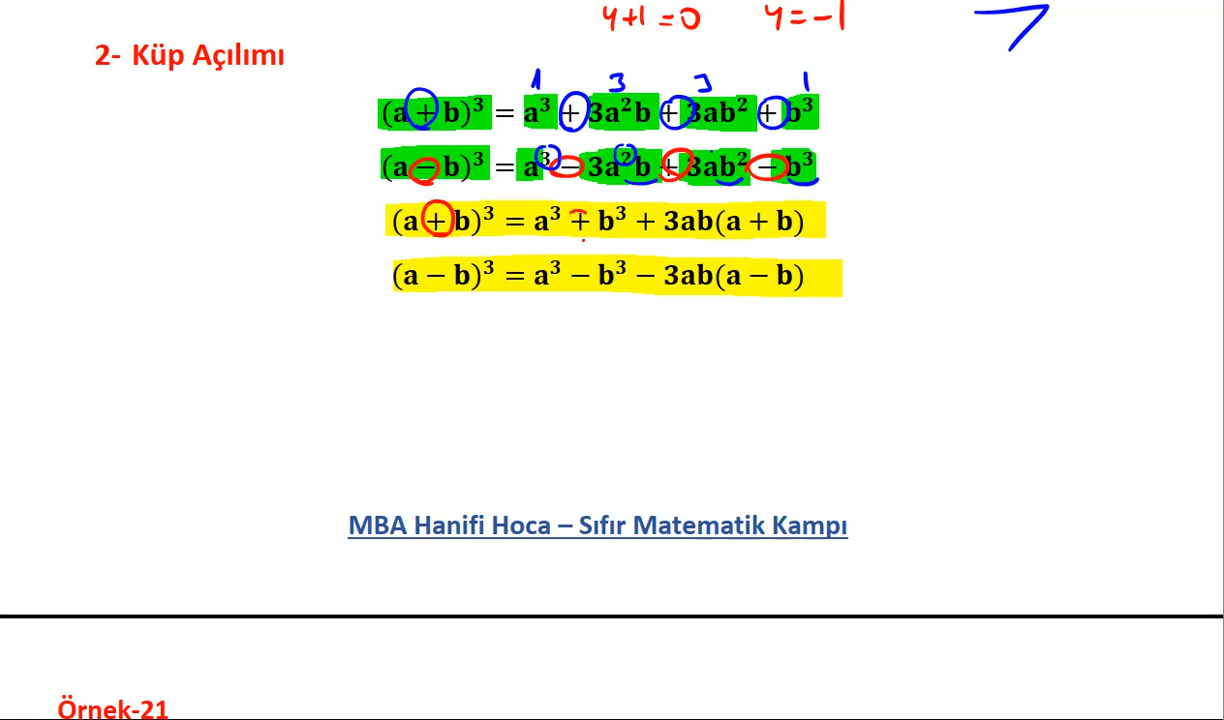 y+1=0 y=-1
2- Küp Açılımı
1 3 3 1
(a + b)³ = a³ + 3a²b + 3ab² + b³
(a − b)³ = a³ − 3a²b + 3ab² − b³
(a + b)³ = a³ + b³ + 3ab(a + b)
(a − b)³ = a³ − b³ − 3ab(a − b)
MBA Hanifi Hoca – Sıfır Matematik Kampı
Örnek-21